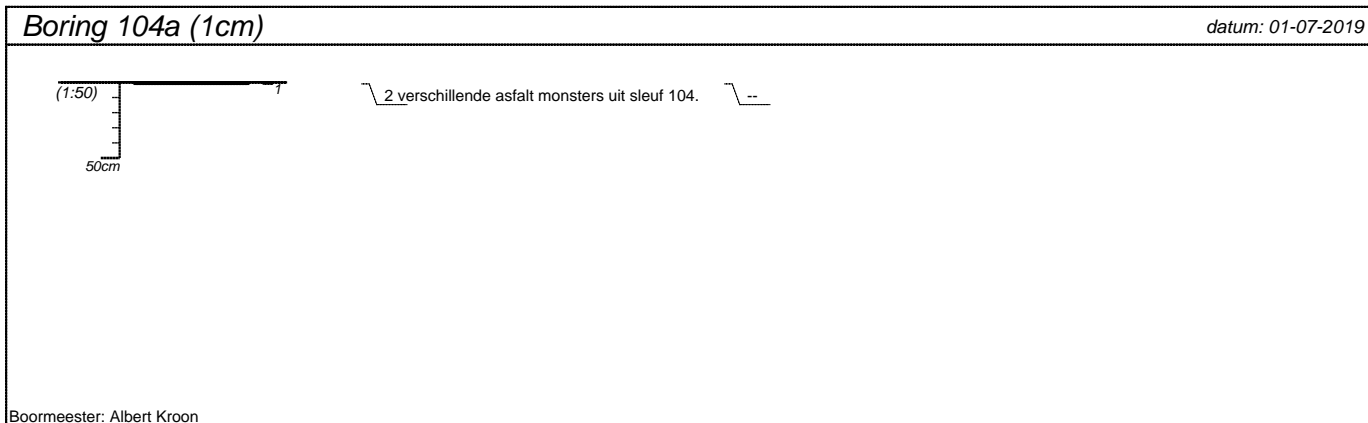 Boring 104a (1cm)
datum: 01-07-2019
(1:50)
1
2 verschillende asfalt monsters uit sleuf 104.
--
50cm
Boormeester: Albert Kroon